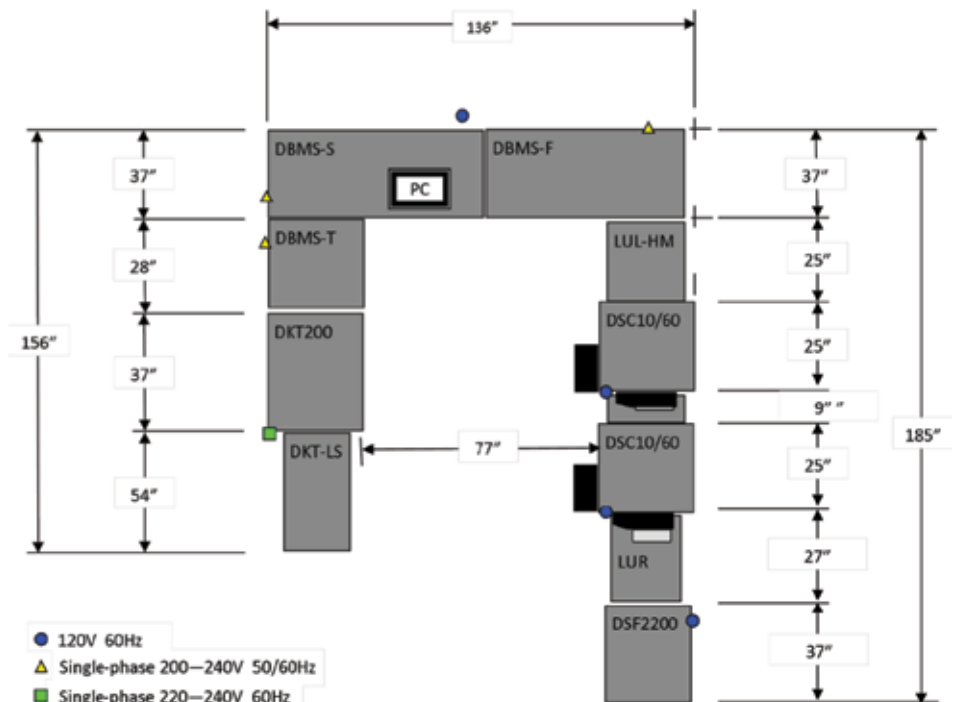 136"
DBMS-S
DBMS-F
PC
37"
37"
DBMS-T
LUL-HM
28"
25"
DKT200
DSC10/60
156"
37"
25"
9" "
185"
DKT-LS
77"
DSC10/60
54"
25"
LUR
27"
DSF2200
37"
120V 60Hz
Single-phase 200—240V 50/60Hz
Single-phase 220—240V 60Hz